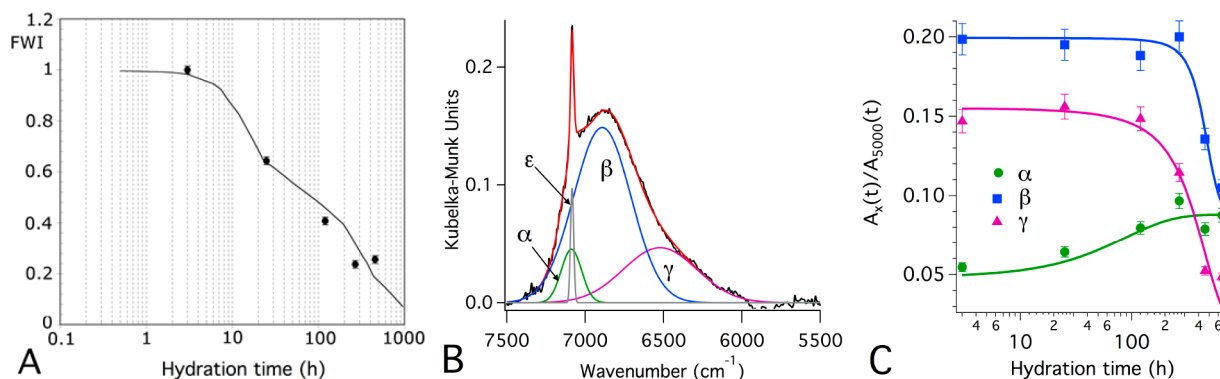 1.2
FWI
1
0.8
0.6
0.4
0.2
0
0.1
1
10
100
1000
Hydration time (h)
A
Kubelka-Munk Units
0.2
0.1
0.0
ε
α
β
γ
7500
7000
6500
6000
5500
Wavenumber (cm⁻¹)
B
Aₓ(t)/A₅₀₀₀(t)
0.20
0.15
0.10
0.05
α
β
γ
4 6 10 2 4 6 100 2 4 6
Hydration time (h)
C